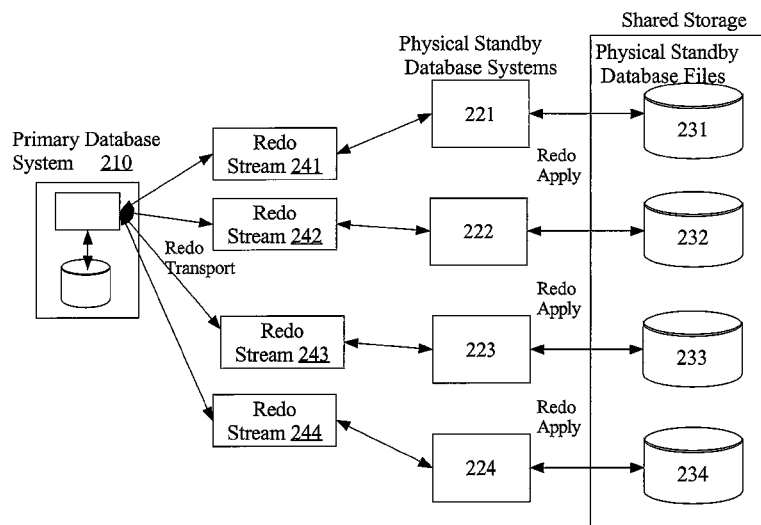 Shared Storage
Physical Standby
Database Systems
Physical Standby
Database Files
Primary Database
System 210
Redo
Stream 241
221
231
Redo
Apply
Redo
Stream 242
222
232
Redo
Transport
Redo
Apply
Redo
Stream 243
223
233
Redo
Apply
Redo
Stream 244
224
234